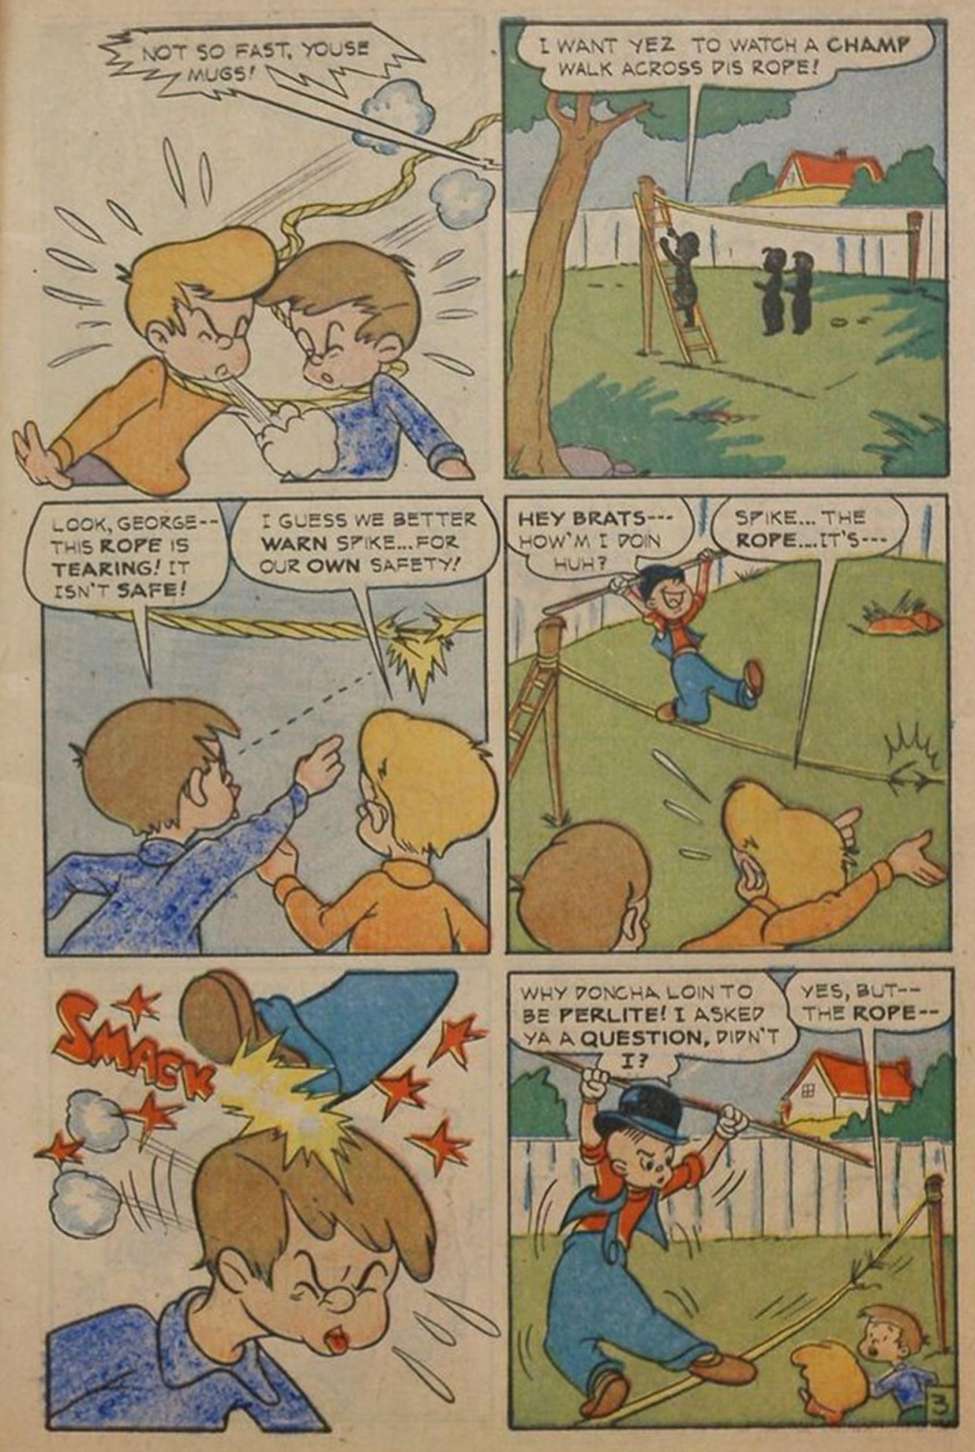 NOT SO FAST, YOUSE
MUGS!
I WANT YEZ TO WATCH A CHAMP
WALK ACROSS DIS ROPE!
LOOK, GEORGE--
THIS ROPE IS
TEARING! IT
ISN'T SAFE!
I GUESS WE BETTER
WARN SPIKE...FOR
OUR OWN SAFETY!
HEY BRATS---
HOW'M I DOIN
HUH?
SPIKE... THE
ROPE...IT'S---
SMACK
WHY DONCHA LOIN TO
BE PERLITE! I ASKED
YA A QUESTION, DIDN'T
I?
YES, BUT--
THE ROPE--
3